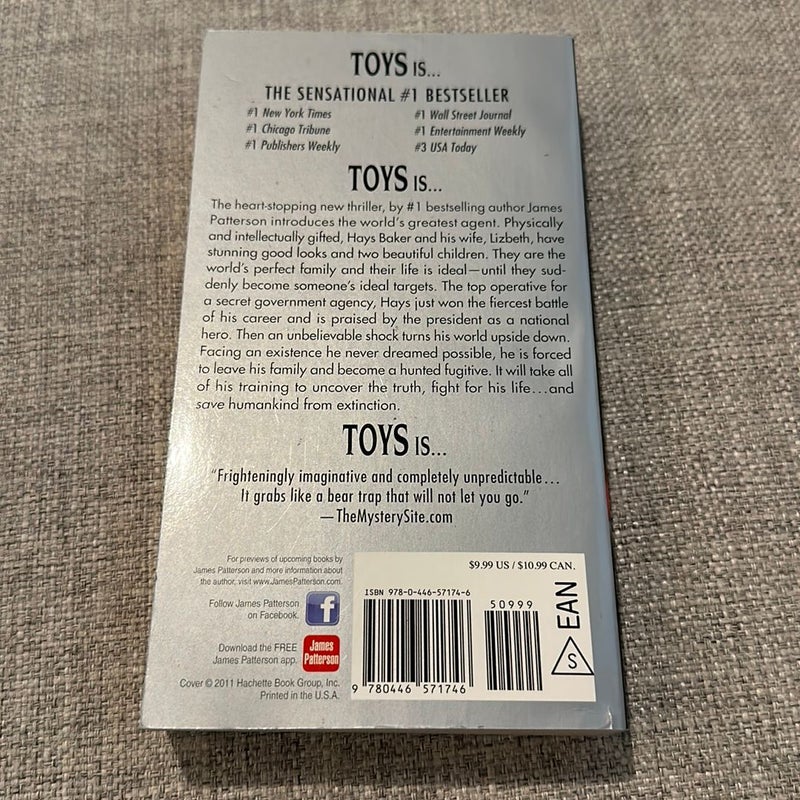 TOYS IS...
THE SENSATIONAL #1 BESTSELLER
#1 New York Times #1 Wall Street Journal
#1 Chicago Tribune #1 Entertainment Weekly
#1 Publishers Weekly #3 USA Today
TOYS IS...
The heart-stopping new thriller, by #1 bestselling author James
Patterson introduces the world's greatest agent. Physically
and intellectually gifted, Hays Baker and his wife, Lizbeth, have
stunning good looks and two beautiful children. They are the
world's perfect family and their life is ideal—until they sud-
denly become someone's ideal targets. The top operative for
a secret government agency, Hays just won the fiercest battle
of his career and is praised by the president as a national
hero. Then an unbelievable shock turns his world upside down.
Facing an existence he never dreamed possible, he is forced
to leave his family and become a hunted fugitive. It will take all
of his training to uncover the truth, fight for his life...and
save humankind from extinction.
TOYS IS...
"Frighteningly imaginative and completely unpredictable...
It grabs like a bear trap that will not let you go."
—TheMysterySite.com
For previews of upcoming books by
James Patterson and more information about
the author, visit www.JamesPatterson.com.
Follow James Patterson
on Facebook.
f
Download the FREE
James Patterson app.
James
Patterson
Cover © 2011 Hachette Book Group, Inc.
Printed in the U.S.A.
$9.99 US / $10.99 CAN.
ISBN 978-0-446-57174-6
50999
9 780446 571746
S
EAN